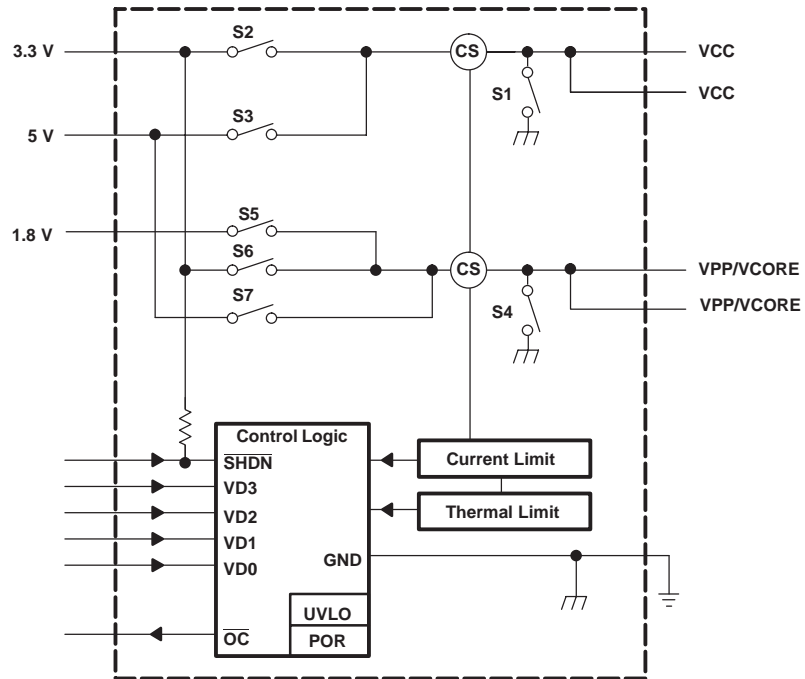 S2
3.3 V
CS
VCC
S1
VCC
S3
5 V
S5
1.8 V
S6
CS
VPP/VCORE
S7
S4
VPP/VCORE
Control Logic
SHDN
Current Limit
VD3
VD2
Thermal Limit
VD1
VD0
GND
UVLO
OC
POR